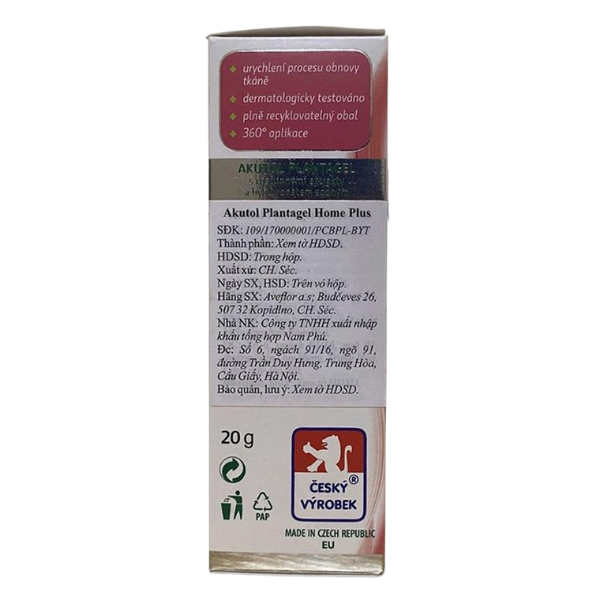 urychlení procesu obnovy
tkáně
dermatologicky testováno
plně recyklovatelný obal
360° aplikace
AKUTOL PLANTAGEL
Akutol Plantagel Home Plus
SĐK: 109/170000001/PCBPL-BYT
Thành phần: Xem tờ HDSD.
HDSD: Trong hộp.
Xuất xứ: CH. Séc.
Ngày SX, HSD: Trên vỏ hộp.
Hãng SX: Aveflor a.s; Budčeves 26,
507 32 Kopidlno, CH. Séc.
Nhà NK: Công ty TNHH xuất nhập
khẩu tổng hợp Nam Phú.
Đc: Số 6, ngách 91/16, ngõ 91,
đường Trần Duy Hưng, Trung Hòa,
Cầu Giấy, Hà Nội.
Bảo quản, lưu ý: Xem tờ HDSD.
20 g
PAP
ČESKÝ ®
VÝROBEK
MADE IN CZECH REPUBLIC
EU